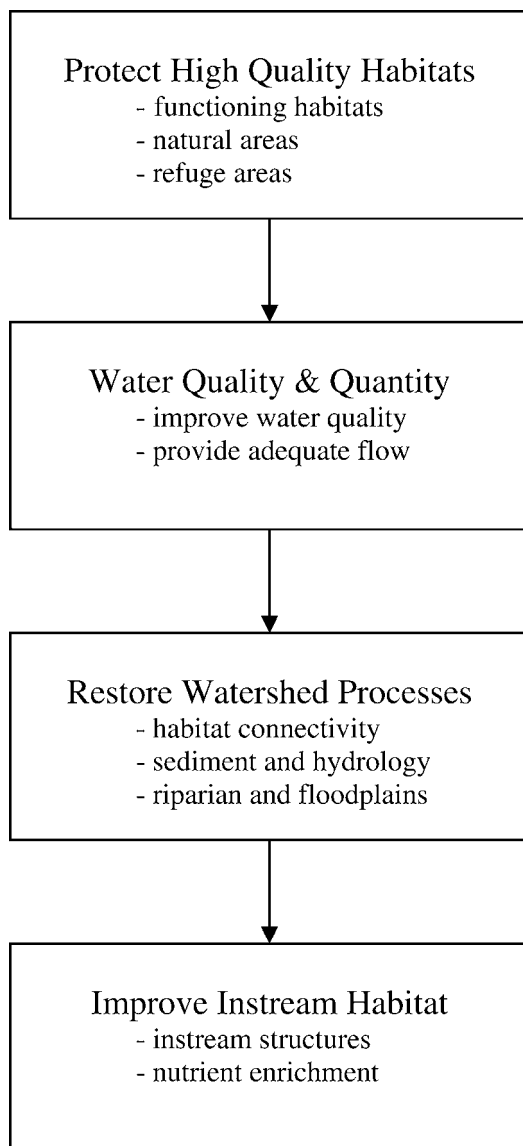 Protect High Quality Habitats
- functioning habitats
- natural areas
- refuge areas
Water Quality & Quantity
- improve water quality
- provide adequate flow
Restore Watershed Processes
- habitat connectivity
- sediment and hydrology
- riparian and floodplains
Improve Instream Habitat
- instream structures
- nutrient enrichment